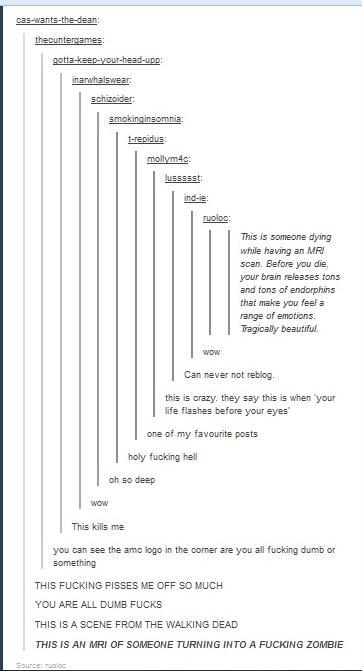 cas-wants-the-dean:
thecuntergames:
gotta-keep-your-head-upp:
inarwhalswear:
schizoider:
smokinginsomnia:
t-repidus:
mollym4c:
lussssst:
ind-ie:
ruoloc:
This is someone dying
while having an MRI
scan. Before you die,
your brain releases tons
and tons of endorphins
that make you feel a
range of emotions.
Tragically beautiful.
wow
Can never not reblog.
this is crazy. they say this is when 'your
life flashes before your eyes'
one of my favourite posts
holy fucking hell
oh so deep
wow
This kills me
you can see the amc logo in the corner are you all fucking dumb or
something
THIS FUCKING PISSES ME OFF SO MUCH
YOU ARE ALL DUMB FUCKS
THIS IS A SCENE FROM THE WALKING DEAD
THIS IS AN MRI OF SOMEONE TURNING INTO A FUCKING ZOMBIE
Source: ruoloc